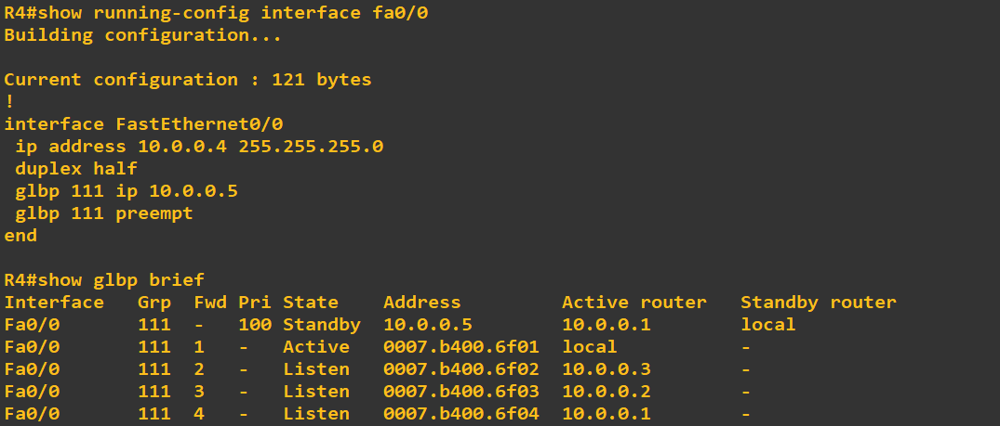 R4#show running-config interface fa0/0
Building configuration...

Current configuration : 121 bytes
!
interface FastEthernet0/0
 ip address 10.0.0.4 255.255.255.0
 duplex half
 glbp 111 ip 10.0.0.5
 glbp 111 preempt
end

R4#show glbp brief
Interface   Grp  Fwd Pri State    Address         Active router   Standby router
Fa0/0       111  -   100 Standby  10.0.0.5        10.0.0.1        local
Fa0/0       111  1   -   Active   0007.b400.6f01  local           -
Fa0/0       111  2   -   Listen   0007.b400.6f02  10.0.0.3        -
Fa0/0       111  3   -   Listen   0007.b400.6f03  10.0.0.2        -
Fa0/0       111  4   -   Listen   0007.b400.6f04  10.0.0.1        -